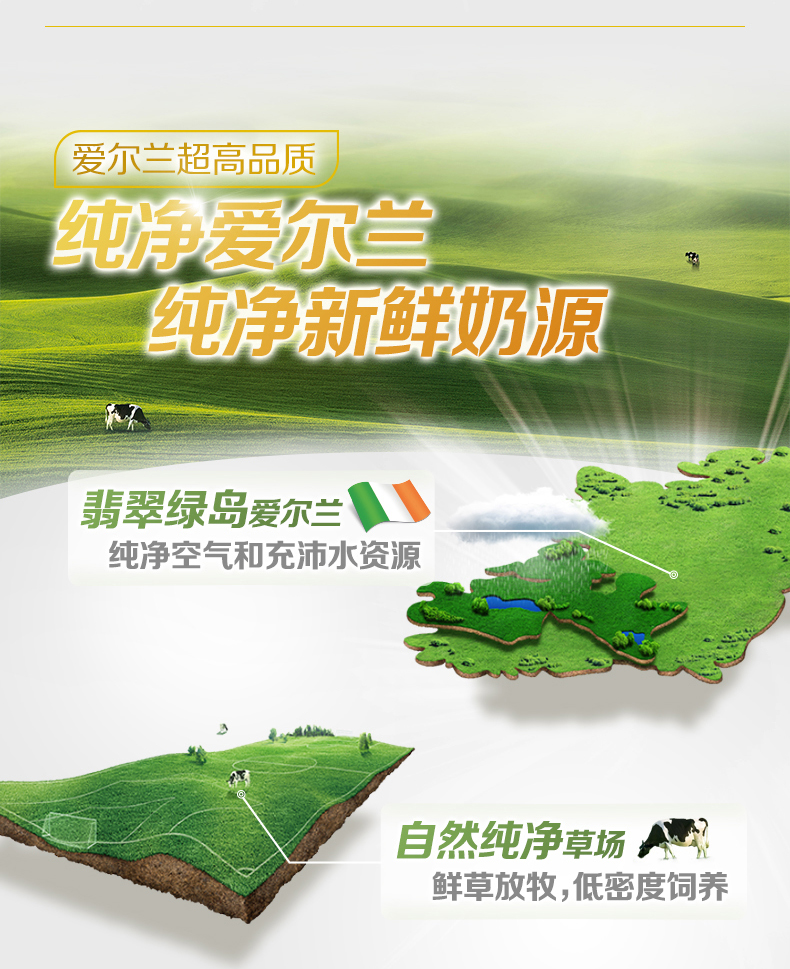 爱尔兰超高品质
纯净爱尔兰
纯净新鲜奶源
翡翠绿岛爱尔兰
纯净空气和充沛水资源
自然纯净草场
鲜草放牧,低密度饲养